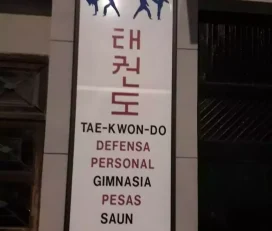 태
권
도
TAE-KWON-DO
DEFENSA
PERSONAL
GIMNASIA
PESAS
SAUN